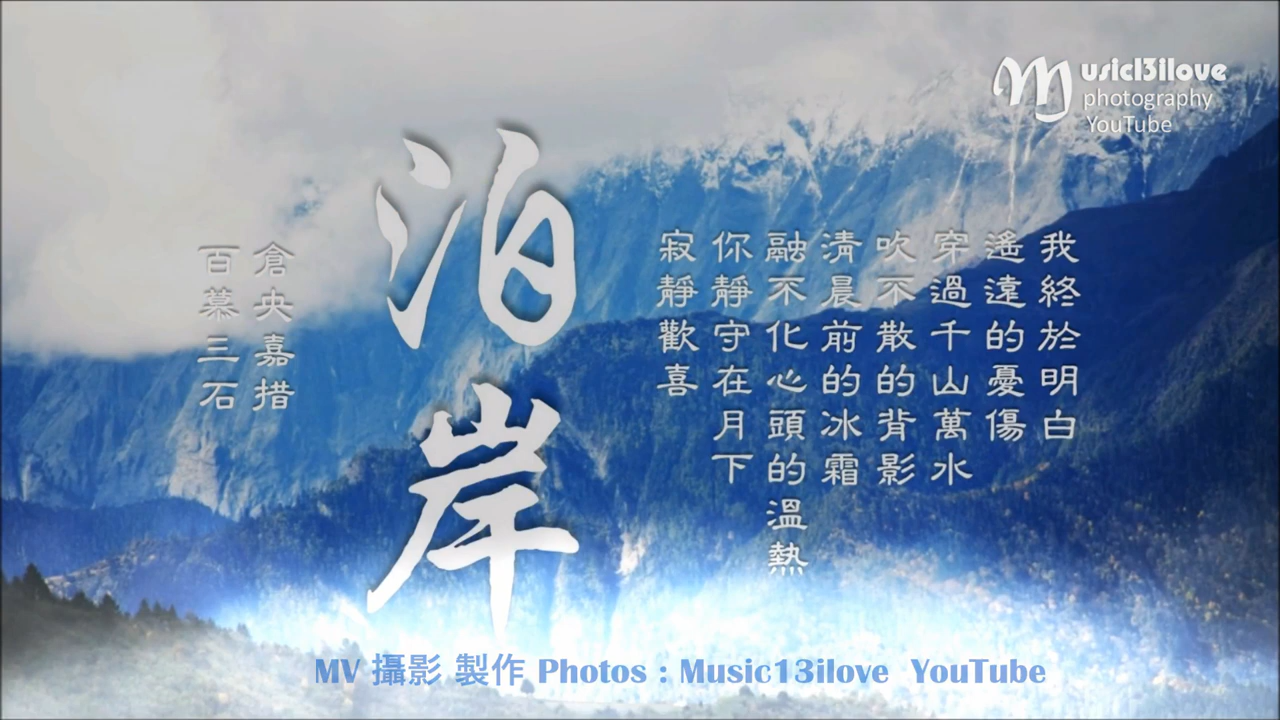 Musicl3ilove
photography
YouTube
我終於明白
遙遠的憂傷
穿過千山萬水
吹不散的背影
清晨前的冰霜
融不化心頭的溫熱
你靜守在月下
寂靜歡喜
泊岸
倉央嘉措
百慕三石
MV 攝影 製作 Photos : Music13ilove YouTube